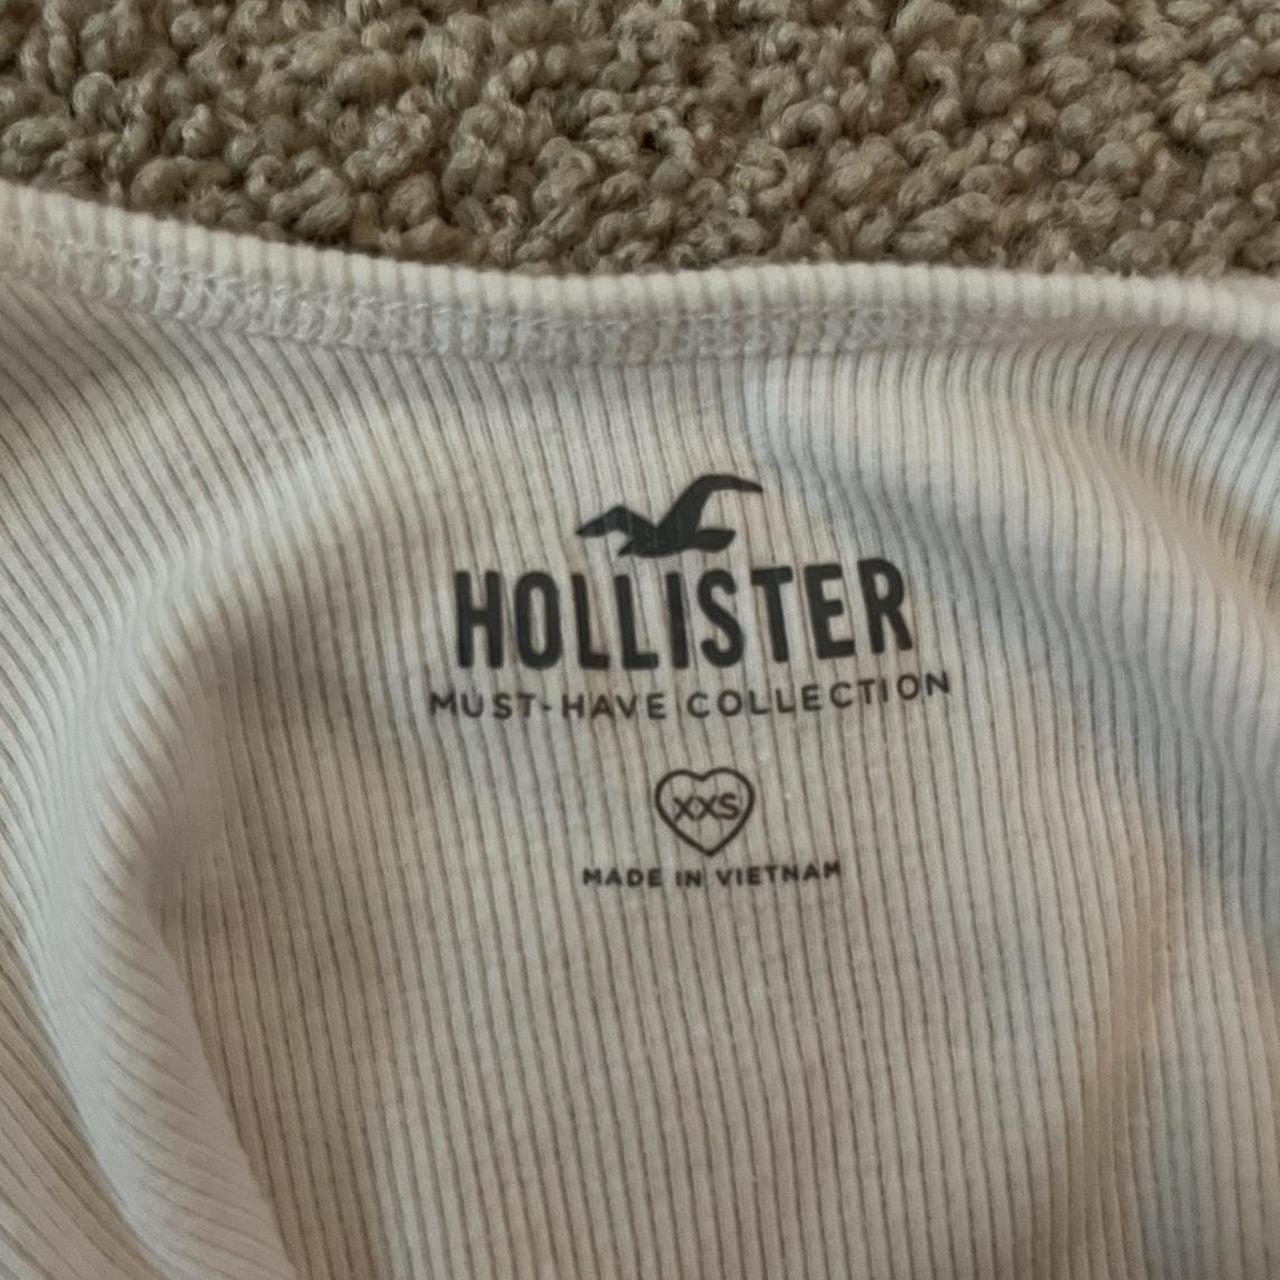 HOLLISTER
MUST-HAVE COLLECTION
XXS
MADE IN VIETNAM